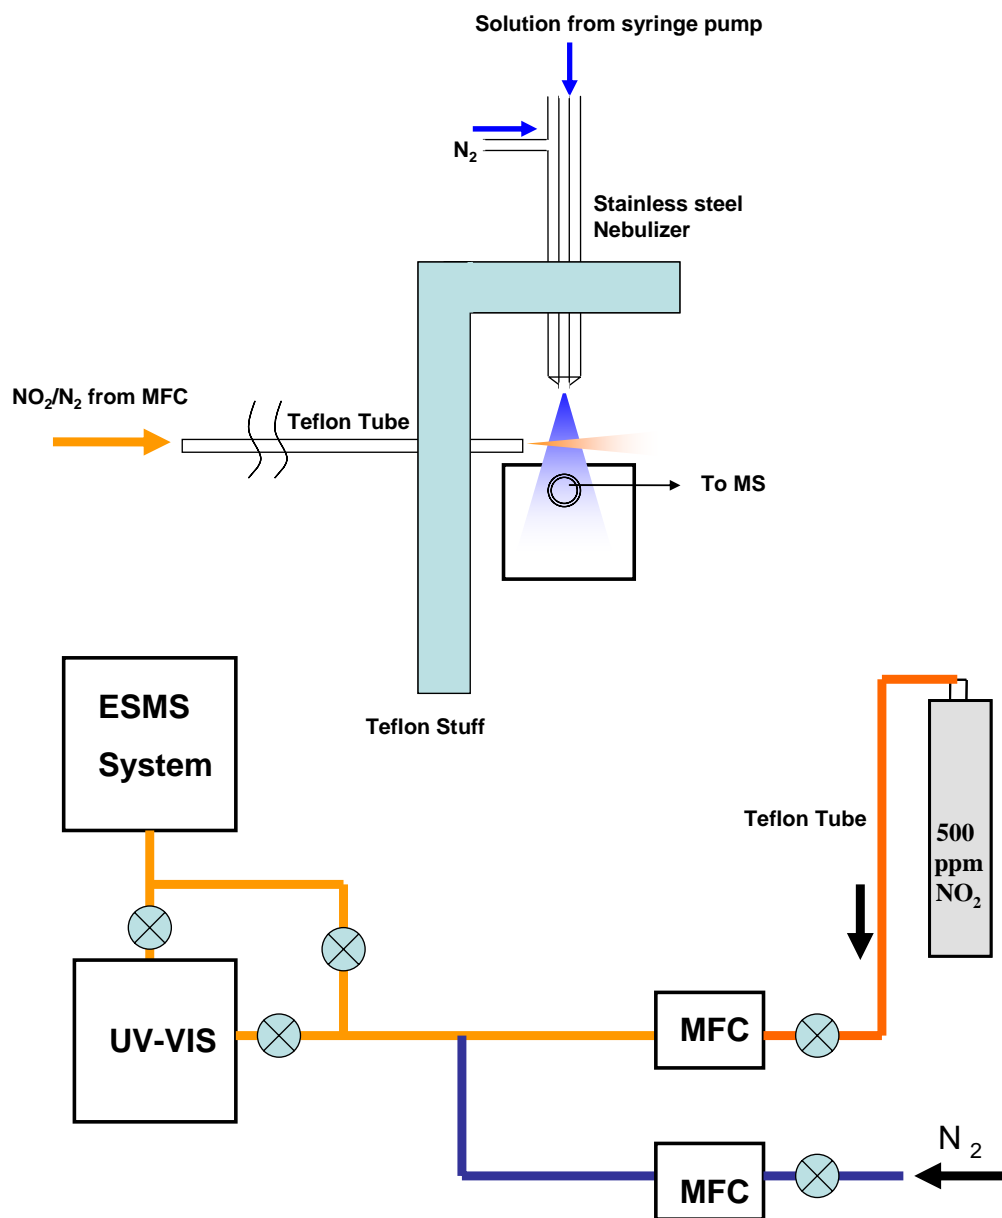 Solution from syringe pump
N2
Stainless steel
Nebulizer
NO2/N2 from MFC
Teflon Tube
To MS
Teflon Stuff
ESMS
System
Teflon Tube
500
ppm
NO2
UV-VIS
MFC
N 2
MFC